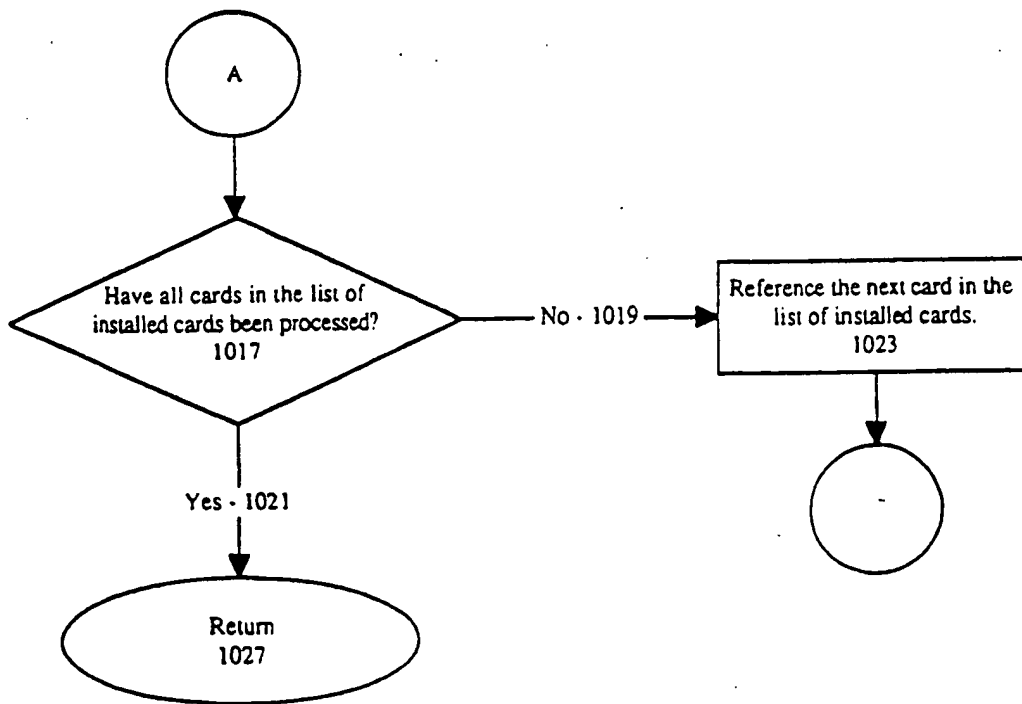 A
Have all cards in the list of
installed cards been processed?
1017
No - 1019
Reference the next card in the
list of installed cards.
1023
Yes - 1021
Return
1027